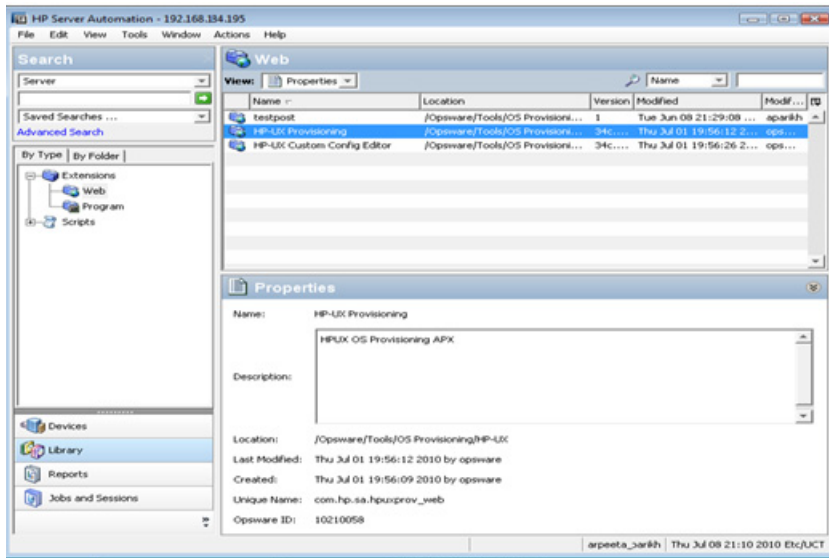 HP Server Automation - 192.168.134.195
File Edit View Tools Window Actions Help
Search
Server
Saved Searches ...
Advanced Search
By Type By Folder
Extensions
Web
Program
Scripts
Devices
Library
Reports
Jobs and Sessions
Web
View: Properties
Name
Name Location Version Modified Modif...
testpost /Opsware/Tools/OS Provisioni... 1 Tue Jun 08 21:29:08 ... aparikh
HP-UX Provisioning /Opsware/Tools/OS Provisioni... 34c.... Thu Jul 01 19:56:12 2... ops...
HP-UX Custom Config Editor /Opsware/Tools/OS Provisioni... 34c.... Thu Jul 01 19:56:26 2... ops...
Properties
Name: HP-UX Provisioning
Description: HPUX OS Provisioning APX
Location: /Opsware/Tools/OS Provisioning/HP-UX
Last Modified: Thu Jul 01 19:56:12 2010 by opsware
Created: Thu Jul 01 19:56:09 2010 by opsware
Unique Name: com.hp.sa.hpuxprov_web
Opsware ID: 10210058
arpeeta_parikh Thu Jul 08 21:10 2010 Etc/UCT